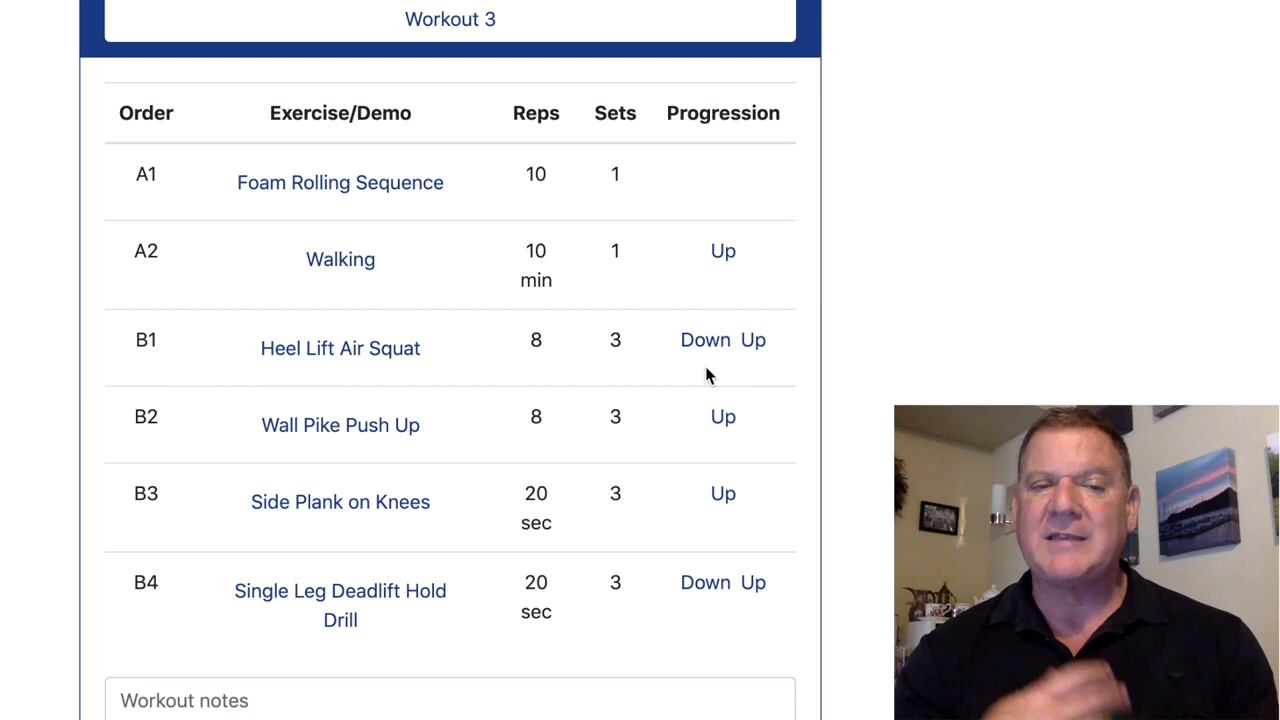 Workout 3
Order Exercise/Demo Reps Sets Progression
A1 Foam Rolling Sequence 10 1
A2 Walking 10 min 1 Up
B1 Heel Lift Air Squat 8 3 Down Up
B2 Wall Pike Push Up 8 3 Up
B3 Side Plank on Knees 20 sec 3 Up
B4 Single Leg Deadlift Hold Drill 20 sec 3 Down Up
Workout notes